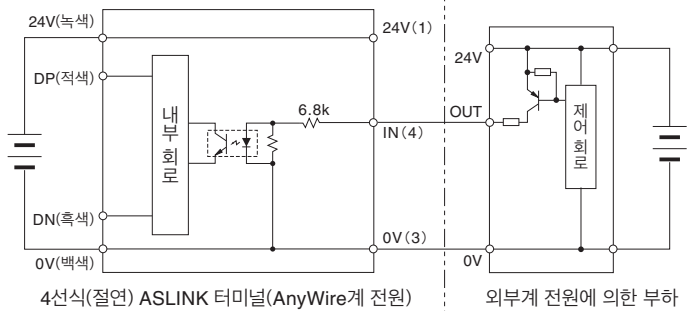 24V(녹색)
24V(1)
24V
DP(적색)
내부 회로
6.8k
IN(4)
OUT
제어 회로
DN(흑색)
0V(3)
0V(백색)
0V
4선식(절연) ASLINK 터미널(AnyWire계 전원)
외부계 전원에 의한 부하